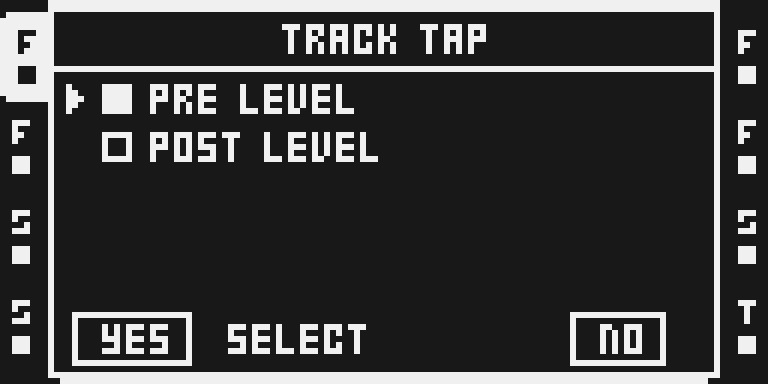 TRACK TAP
F
F
S
S
PRE LEVEL
POST LEVEL
YES SELECT NO
F
F
S
T